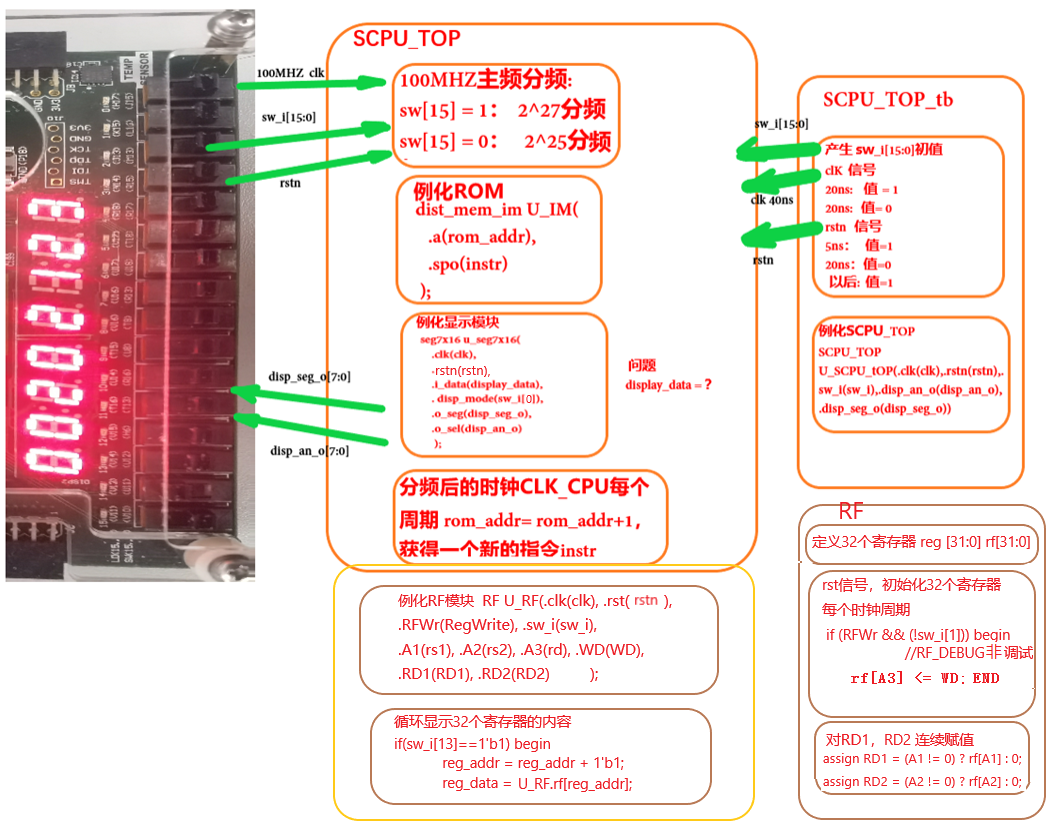 SCPU_TOP
100MHZ clk
sw_i[15:0]
rstn
100MHZ主频分频:
sw[15] = 1: 2^27分频
sw[15] = 0: 2^25分频
例化ROM
dist_mem_im U_IM(
.a(rom_addr),
.spo(instr)
);
例化显示模块
seg7x16 u_seg7x16(
.clk(clk),
.rstn(rstn),
.i_data(display_data),
. disp_mode(sw_i[0]),
.o_seg(disp_seg_o),
.o_sel(disp_an_o)
);
问题
display_data = ?
disp_seg_o[7:0]
disp_an_o[7:0]
分频后的时钟CLK_CPU每个
周期 rom_addr= rom_addr+1,
获得一个新的指令instr
例化RF模块 RF U_RF(.clk(clk), .rst( rstn ),
.RFWr(RegWrite), .sw_i(sw_i),
.A1(rs1), .A2(rs2), .A3(rd), .WD(WD),
.RD1(RD1), .RD2(RD2) );
循环显示32个寄存器的内容
if(sw_i[13]==1'b1) begin
reg_addr = reg_addr + 1'b1;
reg_data = U_RF.rf[reg_addr];
SCPU_TOP_tb
sw_i[15:0]
clk 40ns
rstn
产生 sw_i[15:0]初值
clK 信号
20ns: 值 = 1
20ns: 值= 0
rstn 信号
5ns: 值=1
20ns: 值=0
以后: 值=1
例化SCPU_TOP
SCPU_TOP
U_SCPU_tOP(.clk(clk),.rstn(rstn),.
sw_i(sw_i),.disp_an_o(disp_an_o),
.disp_seg_o(disp_seg_o))
RF
定义32个寄存器 reg [31:0] rf[31:0]
rst信号，初始化32个寄存器
每个时钟周期
if (RFWr && (!sw_i[1])) begin
//RF_DEBUG非调试
rf[A3] <= WD; END
对RD1，RD2 连续赋值
assign RD1 = (A1 != 0) ? rf[A1] : 0;
assign RD2 = (A2 != 0) ? rf[A2] : 0;
TEMP
SENSOR
GND
3V3